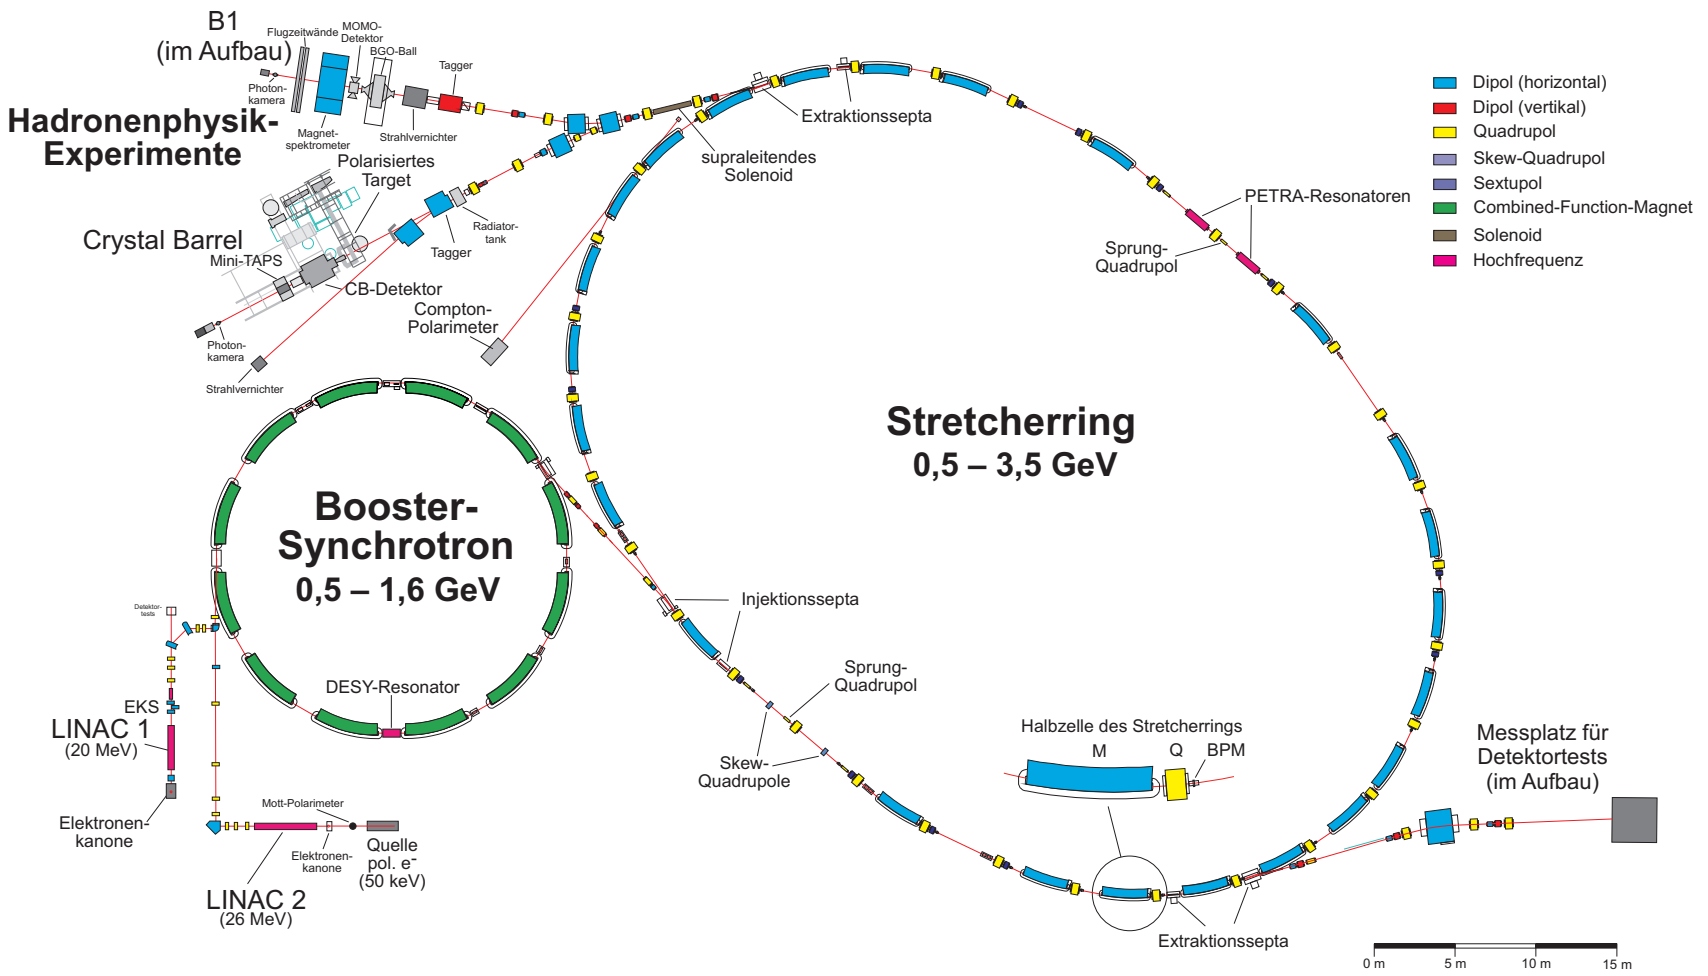 B1
(im Aufbau)
Flugzeitwände
MOMO-
Detektor
BGO-Ball
Tagger
Photon-
kamera
Magnet-
spektrometer
Strahlvernichter
Hadronenphysik-
Experimente
Polarisiertes
Target
Crystal Barrel
Mini-TAPS
CB-Detektor
Radiator-
tank
Tagger
Photon-
kamera
Strahlvernichter
Compton-
Polarimeter
supraleitendes
Solenoid
Extraktionssepta
PETRA-Resonatoren
Sprung-
Quadrupol
Dipol (horizontal)
Dipol (vertikal)
Quadrupol
Skew-Quadrupol
Sextupol
Combined-Function-Magnet
Solenoid
Hochfrequenz
Stretcherring
0,5 – 3,5 GeV
Booster-
Synchrotron
0,5 – 1,6 GeV
DESY-Resonator
Injektionssepta
Sprung-
Quadrupol
Skew-
Quadrupole
Detektor-
tests
EKS
LINAC 1
(20 MeV)
Elektronen-
kanone
Mott-Polarimeter
Elektronen-
kanone
Quelle
pol. e-
(50 keV)
LINAC 2
(26 MeV)
Halbzelle des Stretcherrings
M
Q
BPM
Messplatz für
Detektortests
(im Aufbau)
Extraktionssepta
0 m
5 m
10 m
15 m